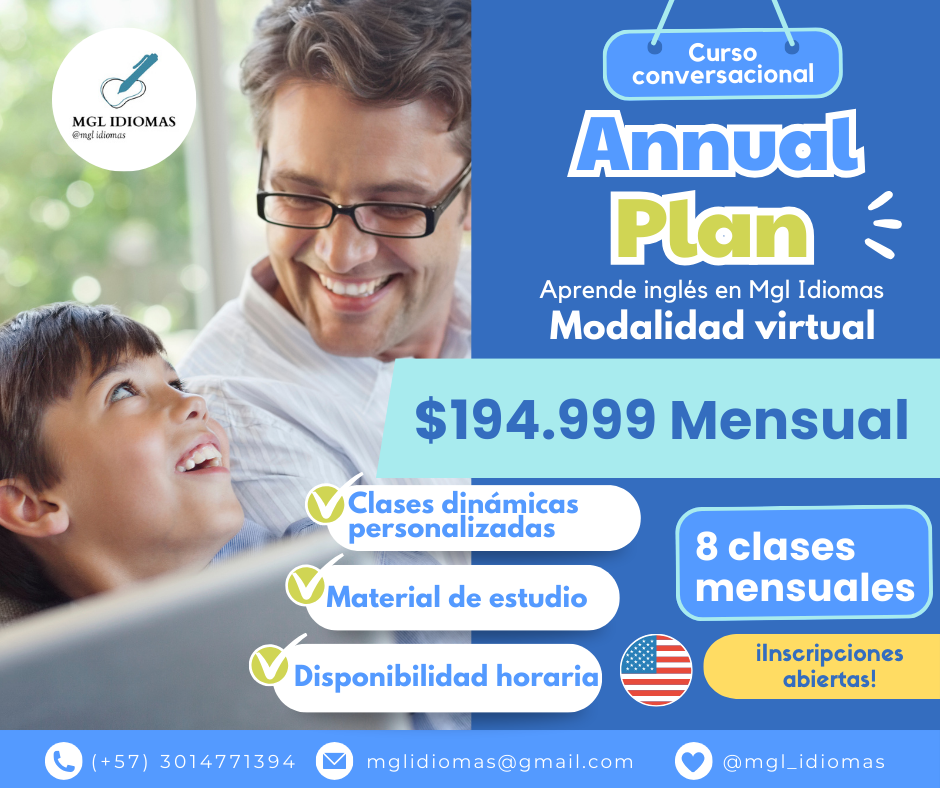 MGL IDIOMAS
@mgl idiomas
Curso
conversacional
Annual
Plan
Aprende inglés en Mgl Idiomas
Modalidad virtual
$194.999 Mensual
Clases dinámicas
personalizadas
Material de estudio
Disponibilidad horaria
8 clases
mensuales
¡Inscripciones
abiertas!
(+57) 3014771394
mglidiomas@gmail.com
@mgl_idiomas